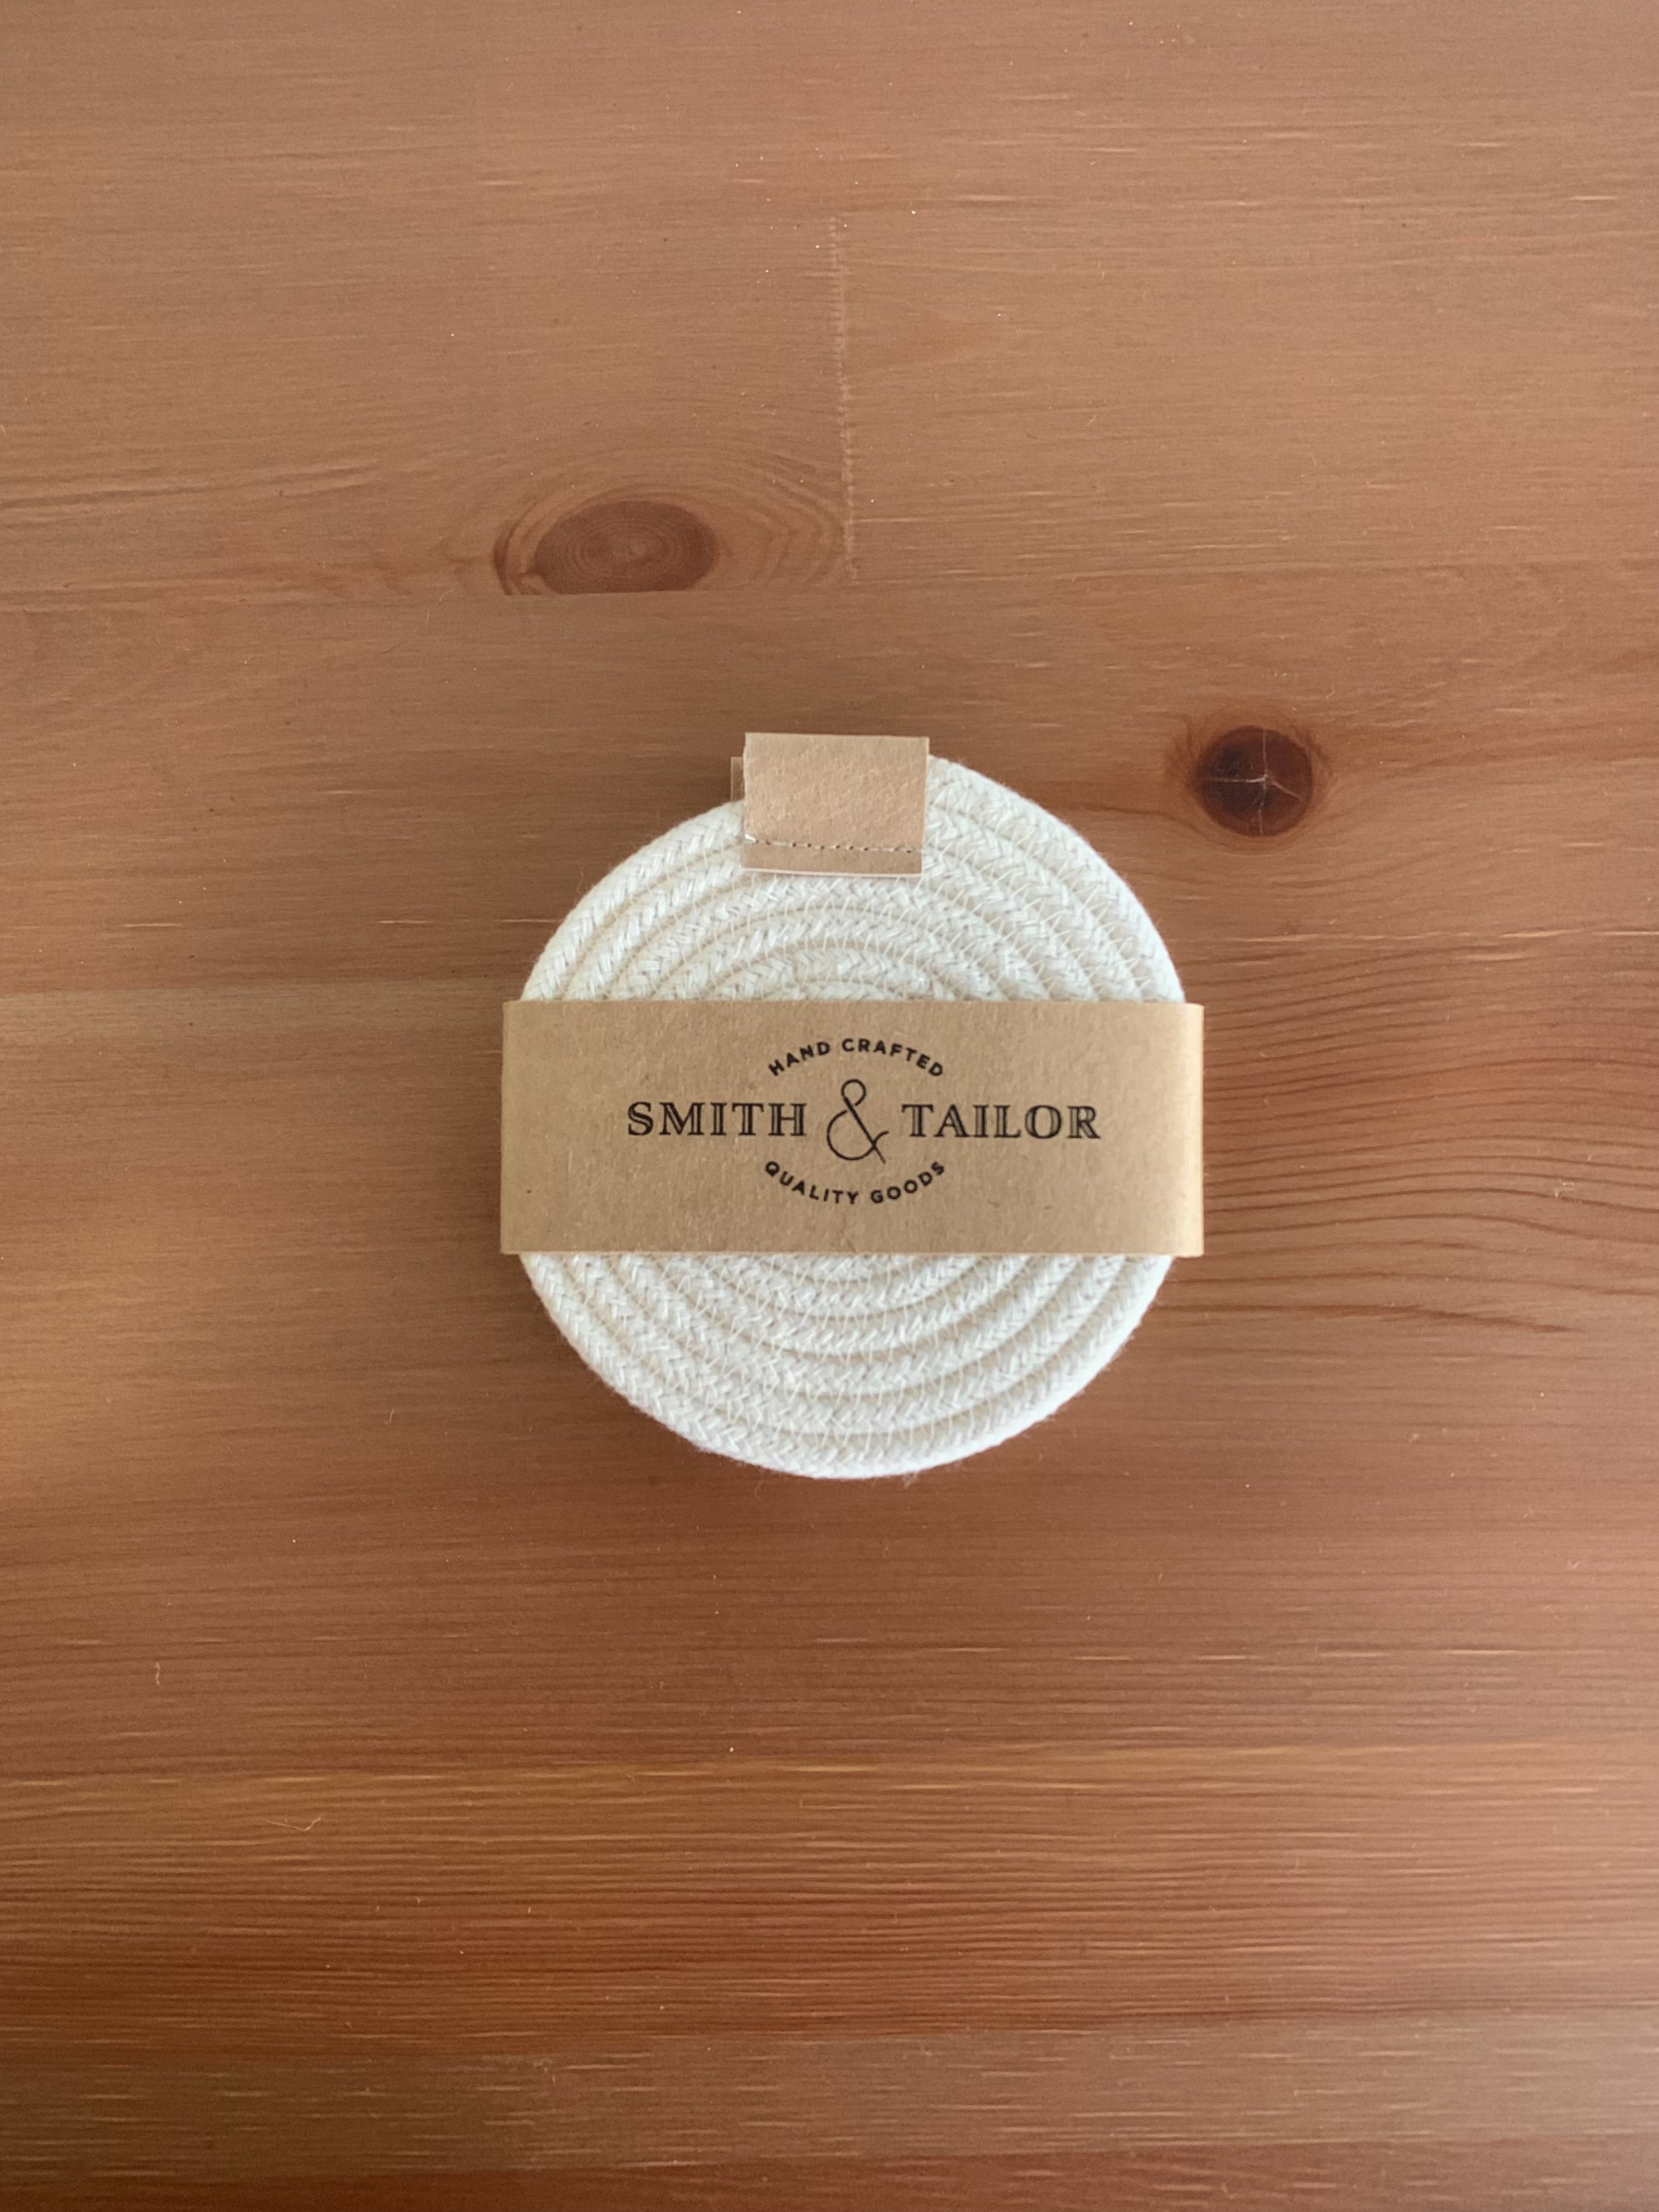 HAND CRAFTED
SMITH & TAILOR
QUALITY GOODS